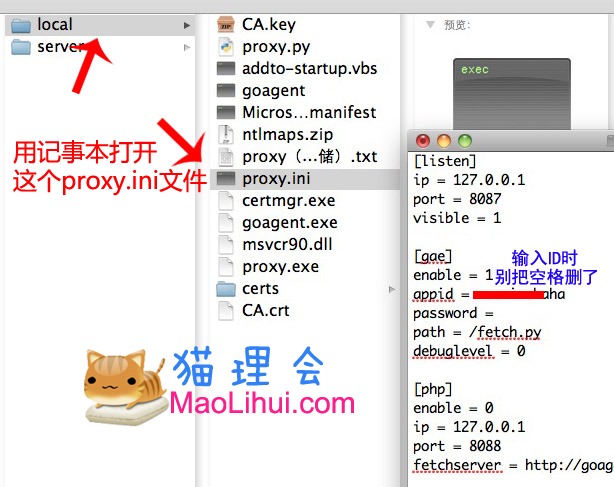 local
server
CA.key
proxy.py
addto-startup.vbs
goagent
Micros...manifest
ntlmaps.zip
proxy（...储）.txt
proxy.ini
certmgr.exe
goagent.exe
msvcr90.dll
proxy.exe
certs
CA.crt
用记事本打开
这个proxy.ini文件
预览：
exec
[listen]
ip = 127.0.0.1
port = 8087
visible = 1
[gae]
enable = 1
appid = haha
password =
path = /fetch.py
debuglevel = 0
[php]
enable = 0
ip = 127.0.0.1
port = 8088
fetchserver = http://goag
输入ID时
别把空格删了
猫理会
MaoLihui.com